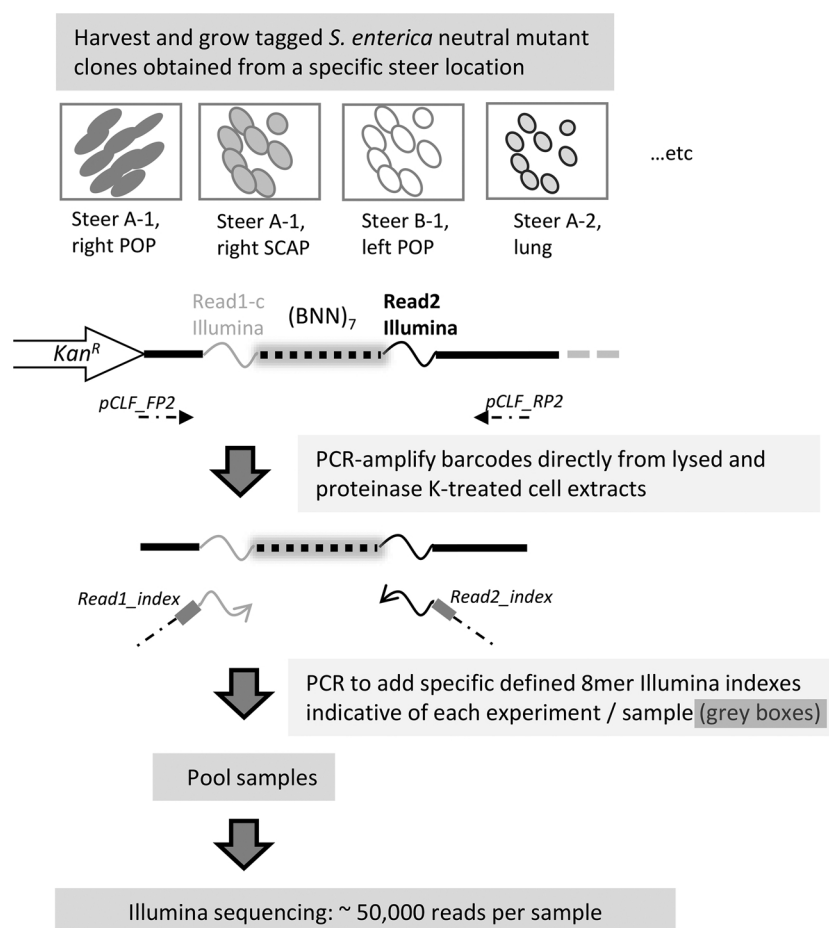 Harvest and grow tagged S. enterica neutral mutant
clones obtained from a specific steer location
…etc
Steer A-1,
right POP
Steer A-1,
right SCAP
Steer B-1,
left POP
Steer A-2,
lung
Read1-c
Illumina
(BNN)7
Read2
Illumina
KanR
pCLF_FP2
pCLF_RP2
PCR-amplify barcodes directly from lysed and
proteinase K-treated cell extracts
Read1_index
Read2_index
PCR to add specific defined 8mer Illumina indexes
indicative of each experiment / sample (grey boxes)
Pool samples
Illumina sequencing: ~ 50,000 reads per sample